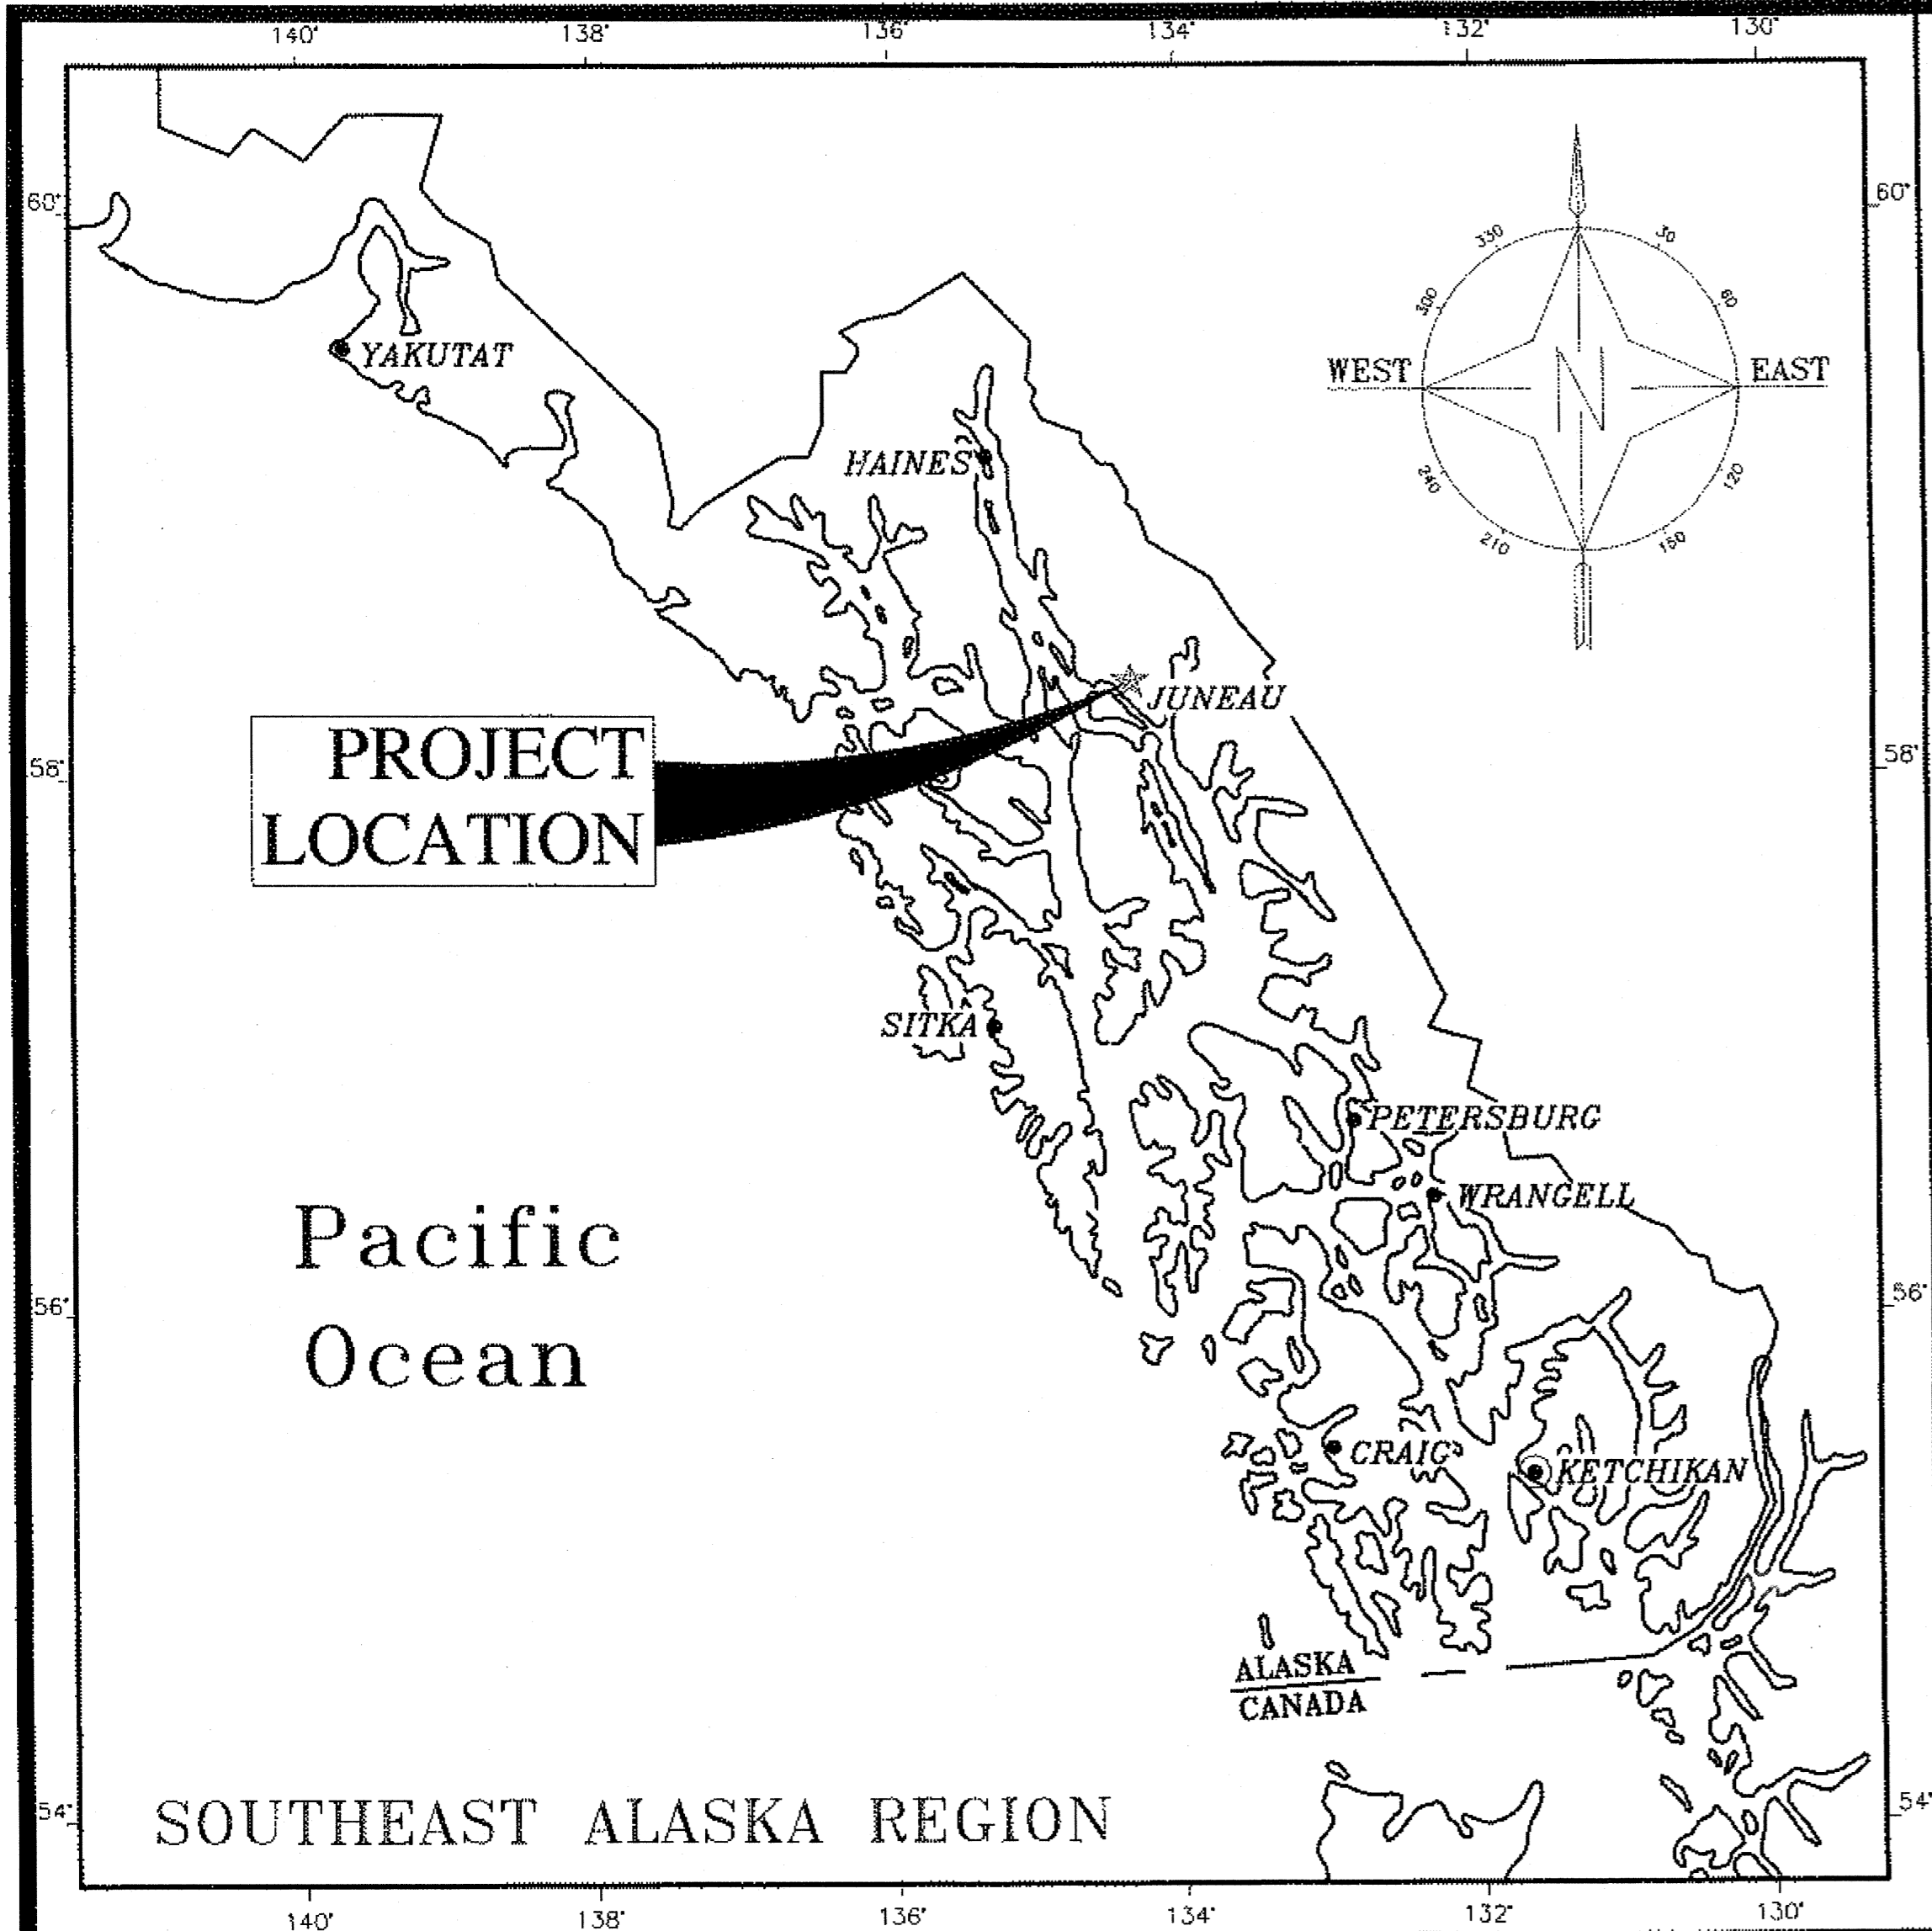 140° 138° 136° 134° 132° 130°
60° 60°
330 30
300 60
YAKUTAT
WEST N EAST
HAINES
240 120
210 150
JUNEAU
PROJECT
LOCATION
58° 58°
SITKA
PETERSBURG
WRANGELL
Pacific
Ocean
56° 56°
CRAIG
KETCHIKAN
ALASKA
CANADA
SOUTHEAST ALASKA REGION
54° 54°
140° 138° 136° 134° 132° 130°